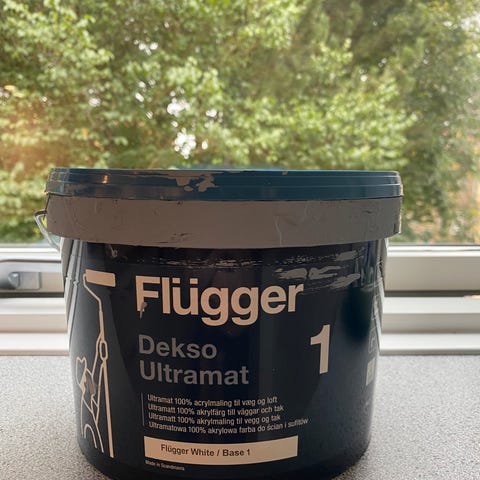 Flügger
Dekso
Ultramat
1
Ultramat 100% acrylmaling til væg og loft
Ultramatt 100% akrylfärg till väggar och tak
Ultramatt 100% akrylmaling til vegg og tak
Ultramatowa 100% akrylowa farba do ścian i sufitów
Flügger White / Base 1
Made in Scandinavia